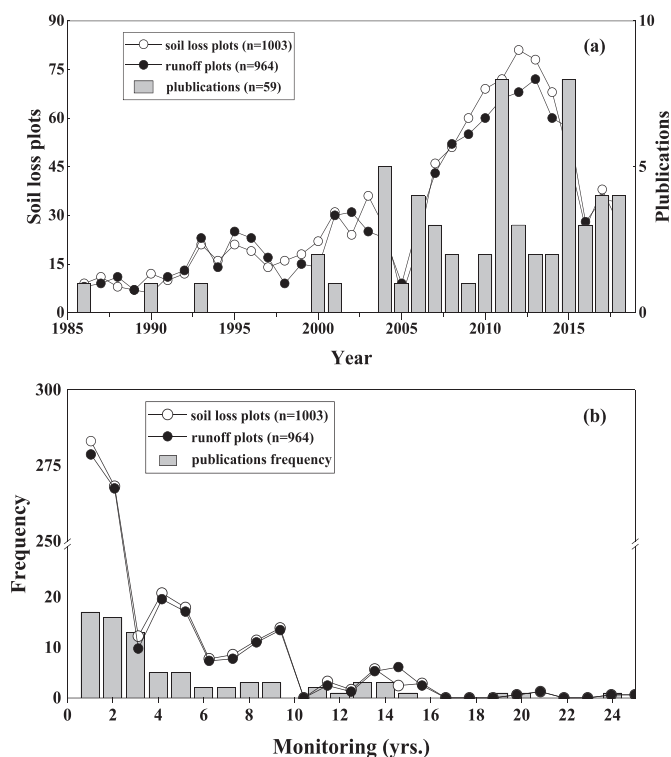 90
75
60
45
30
15
0
Soil loss plots
soil loss plots (n=1003)
runoff plots (n=964)
plublications (n=59)
(a)
10
5
0
Plublications
1985 1990 1995 2000 2005 2010 2015
Year
300
275
250
20
10
0
Frequency
soil loss plots (n=1003)
runoff plots (n=964)
publications frequency
(b)
0 2 4 6 8 10 12 14 16 18 20 22 24
Monitoring (yrs.)